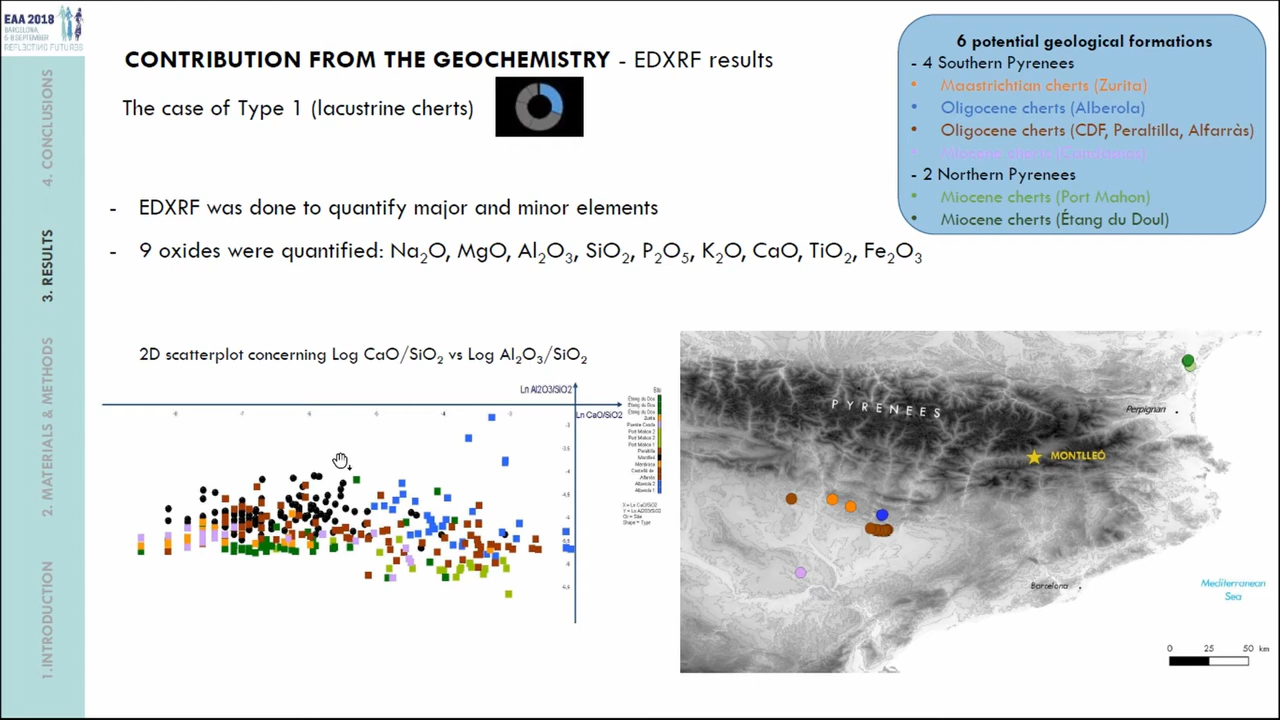 EAA 2018
BARCELONA,
5-8 SEPTEMBER
REFLECTING FUTURES
4. CONCLUSIONS
3. RESULTS
2. MATERIALS & METHODS
1.INTRODUCTION
CONTRIBUTION FROM THE GEOCHEMISTRY - EDXRF results
The case of Type 1 (lacustrine cherts)
6 potential geological formations
- 4 Southern Pyrenees
• Maastrichtian cherts (Zurita)
• Oligocene cherts (Alberola)
• Oligocene cherts (CDF, Peraltilla, Alfarràs)
- 2 Northern Pyrenees
• Miocene cherts (Port Mahon)
• Miocene cherts (Étang du Doul)
- EDXRF was done to quantify major and minor elements
- 9 oxides were quantified: Na₂O, MgO, Al₂O₃, SiO₂, P₂O₅, K₂O, CaO, TiO₂, Fe₂O₃
2D scatterplot concerning Log CaO/SiO₂ vs Log Al₂O₃/SiO₂
Ln Al2O3/SiO2
Ln CaO/SiO2
PYRENEES
Perpignan
MONTLLEÓ
Barcelona
Mediterranean
Sea
0 25 50 km